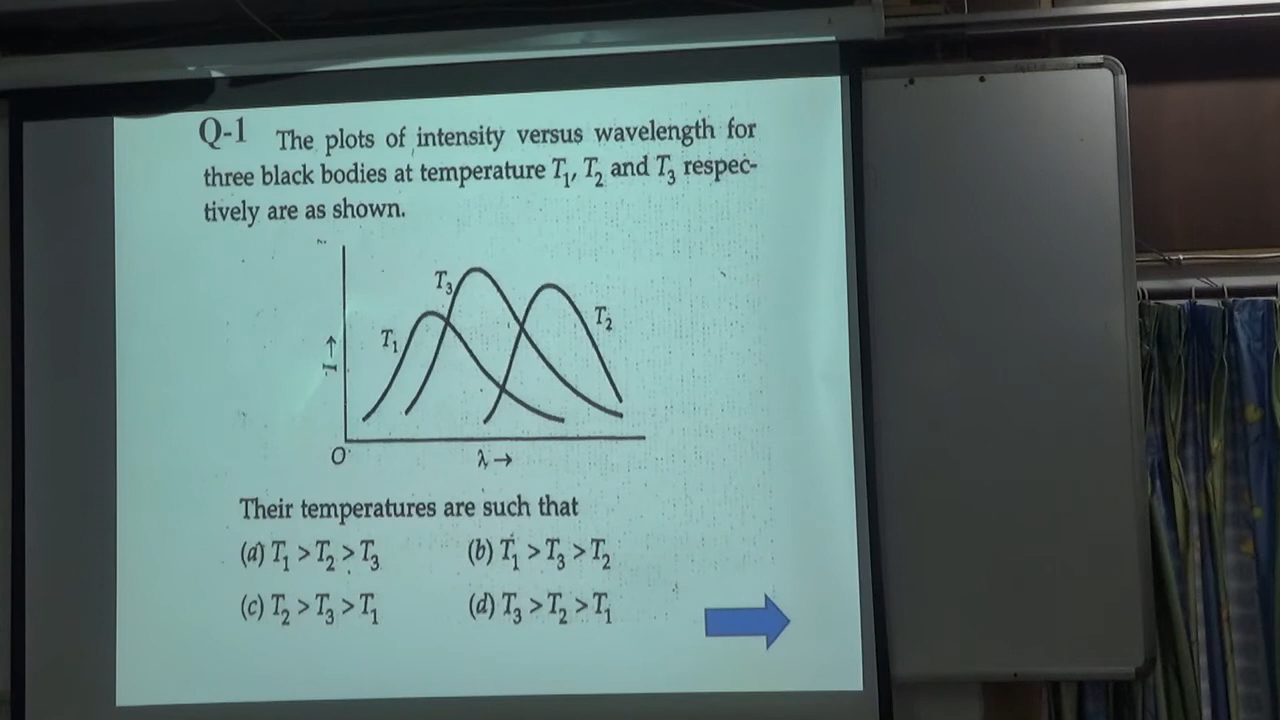 Q-1 The plots of intensity versus wavelength for
three black bodies at temperature T₁, T₂ and T₃ respec-
tively are as shown.
T₃
T₂
T₁
I →
O
λ →
Their temperatures are such that
(a) T₁ > T₂ > T₃ (b) T₁ > T₃ > T₂
(c) T₂ > T₃ > T₁ (d) T₃ > T₂ > T₁